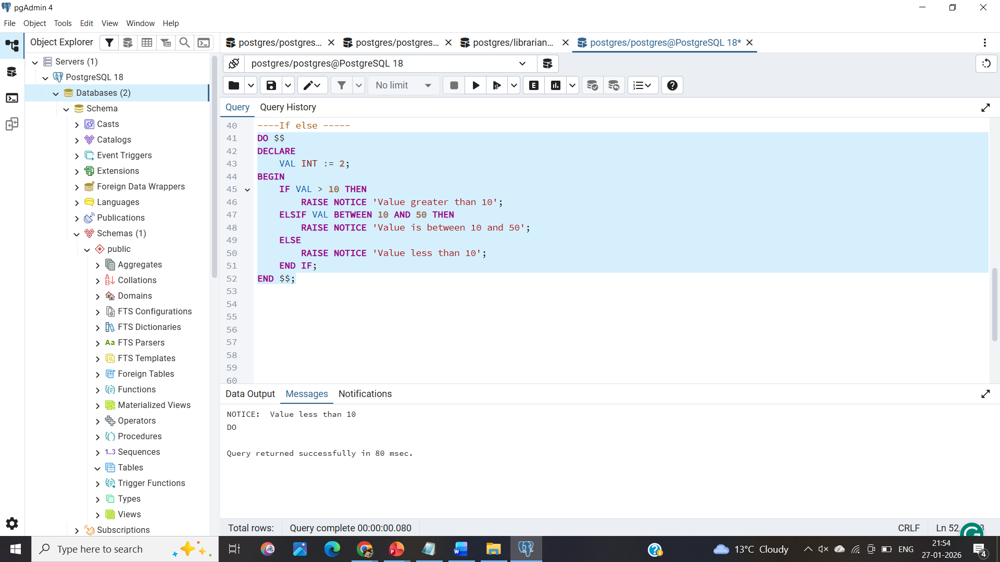 pgAdmin 4
File Object Tools Edit View Window Help
Object Explorer
postgres/postgres...
postgres/postgres...
postgres/librarian...
postgres/postgres@PostgreSQL 18*
Servers (1)
PostgreSQL 18
Databases (2)
Schema
Casts
Catalogs
Event Triggers
Extensions
Foreign Data Wrappers
Languages
Publications
Schemas (1)
public
Aggregates
Collations
Domains
FTS Configurations
FTS Dictionaries
Aa FTS Parsers
FTS Templates
Foreign Tables
Functions
Materialized Views
Operators
Procedures
1..3 Sequences
Tables
Trigger Functions
Types
Views
Subscriptions
postgres/postgres@PostgreSQL 18
No limit
E
Query Query History
40 ----If else -----
41 DO $$
42 DECLARE
43 VAL INT := 2;
44 BEGIN
45 IF VAL > 10 THEN
46 RAISE NOTICE 'Value greater than 10';
47 ELSIF VAL BETWEEN 10 AND 50 THEN
48 RAISE NOTICE 'Value is between 10 and 50';
49 ELSE
50 RAISE NOTICE 'Value less than 10';
51 END IF;
52 END $$;
53
54
55
56
57
58
59
60
Data Output Messages Notifications
NOTICE:  Value less than 10
DO
Query returned successfully in 80 msec.
Total rows: Query complete 00:00:00.080 CRLF Ln 52,
Type here to search
13°C Cloudy
ENG
21:54
27-01-2026
4